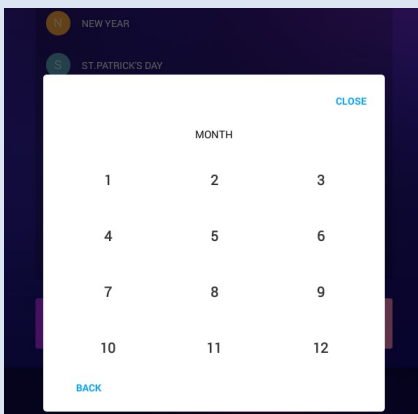 N NEW YEAR
S ST.PATRICK'S DAY
CLOSE
MONTH
1 2 3
4 5 6
7 8 9
10 11 12
BACK